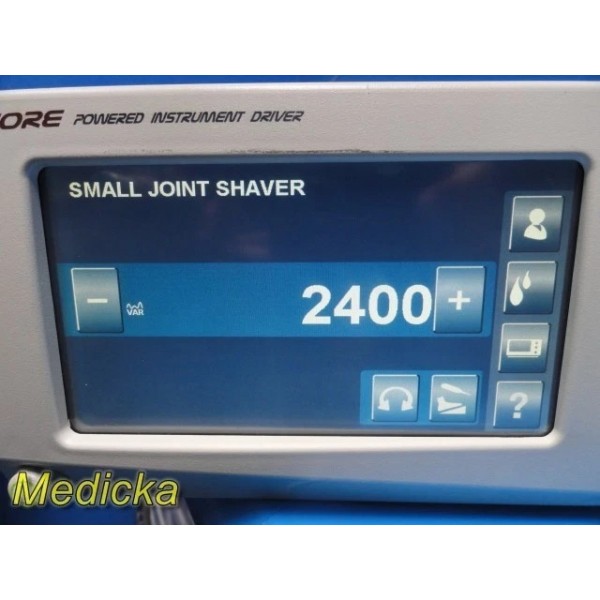 ORE POWERED INSTRUMENT DRIVER
SMALL JOINT SHAVER
−
VAR
2400
+
?
Medicka